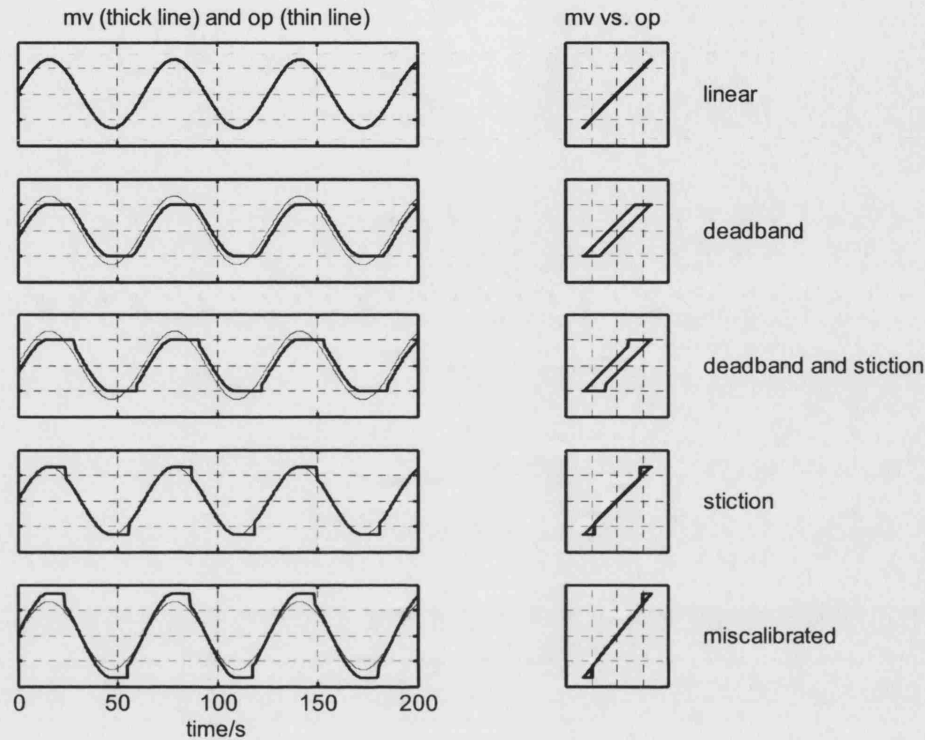 mv (thick line) and op (thin line)
mv vs. op
linear
deadband
deadband and stiction
stiction
miscalibrated
0 50 100 150 200
time/s